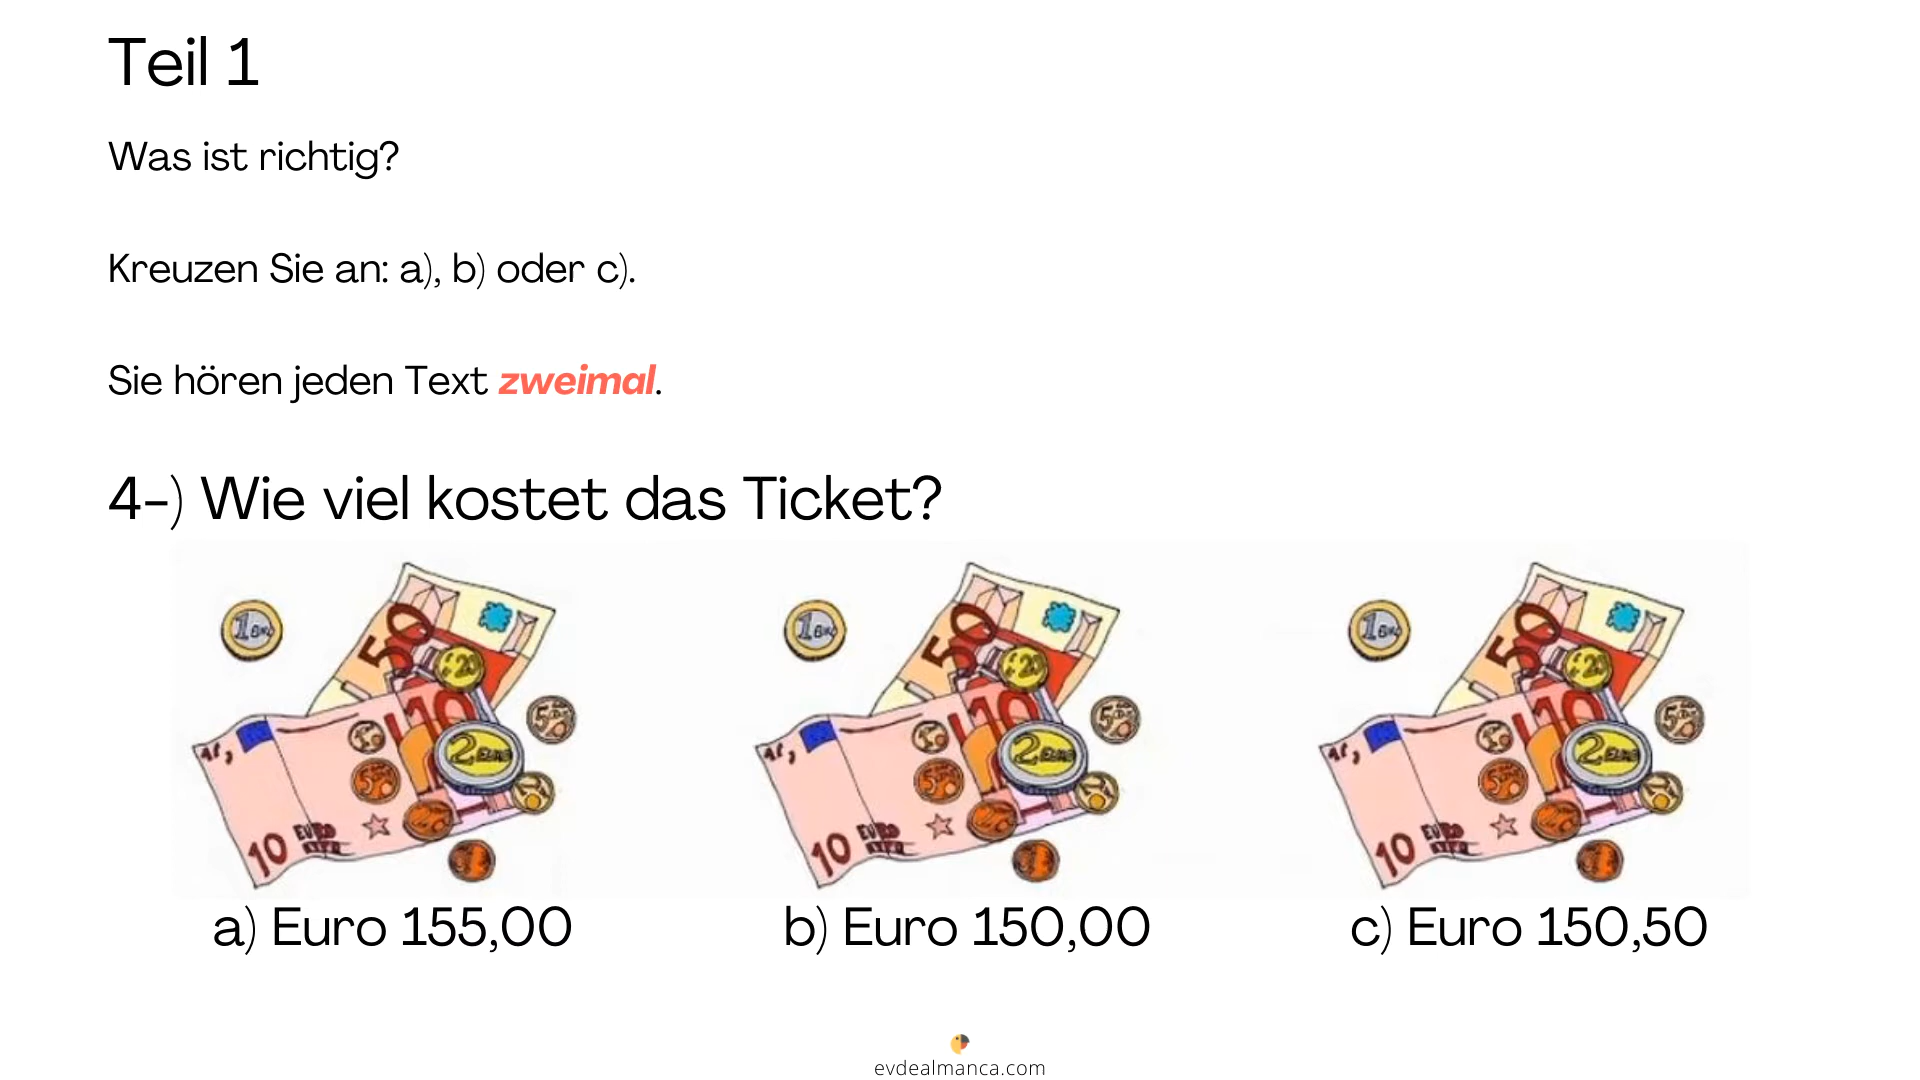 Teil 1
Was ist richtig?
Kreuzen Sie an: a), b) oder c).
Sie hören jeden Text zweimal.
4-) Wie viel kostet das Ticket?
a) Euro 155,00
b) Euro 150,00
c) Euro 150,50
evdealmanca.com